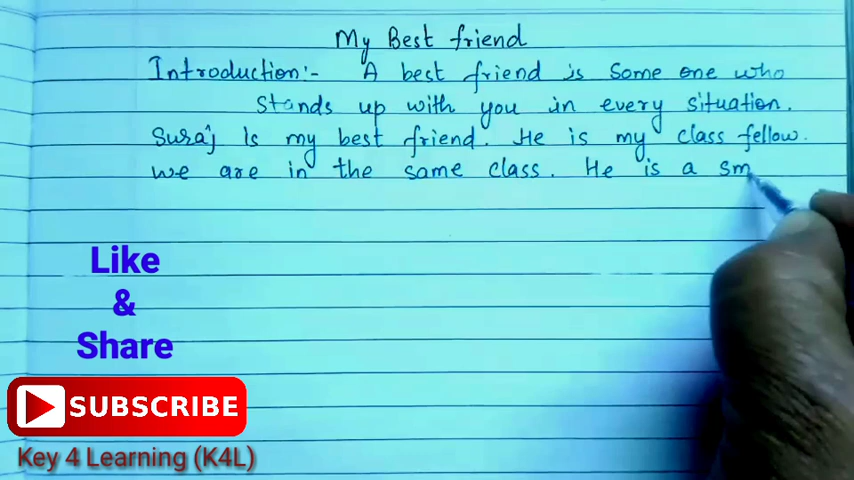 My Best friend
Introduction:- A best friend is Some one who
Stands up with you in every situation.
Suraj Is my best friend. He is my class fellow.
we are in the same class. He is a sm
Like
&
Share
SUBSCRIBE
Key 4 Learning (K4L)